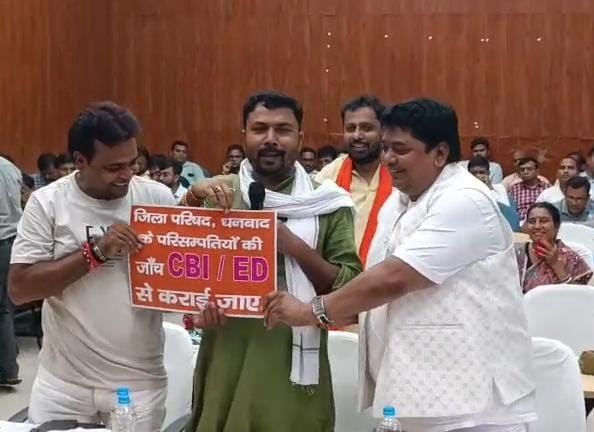 जिला परिषद, धनबाद
के परिसम्पतियों की
जाँच CBI / ED
से कराई जाए